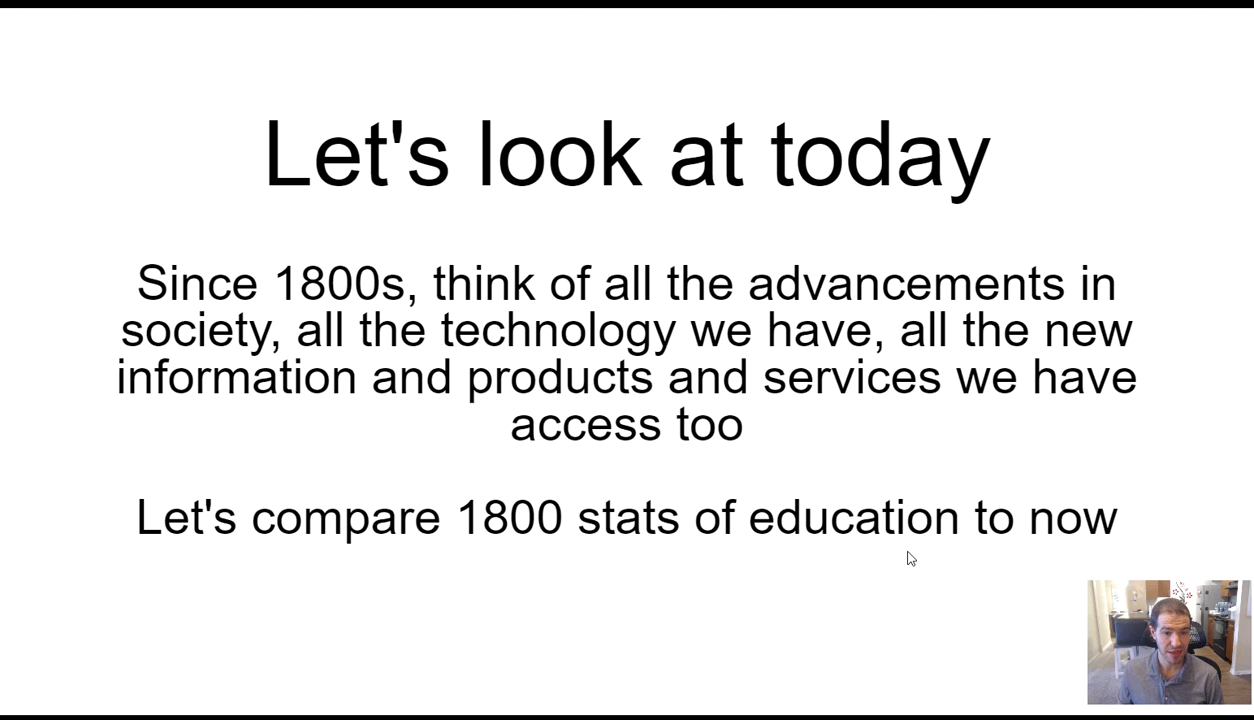 Let's look at today
Since 1800s, think of all the advancements in
society, all the technology we have, all the new
information and products and services we have
access too
Let's compare 1800 stats of education to now